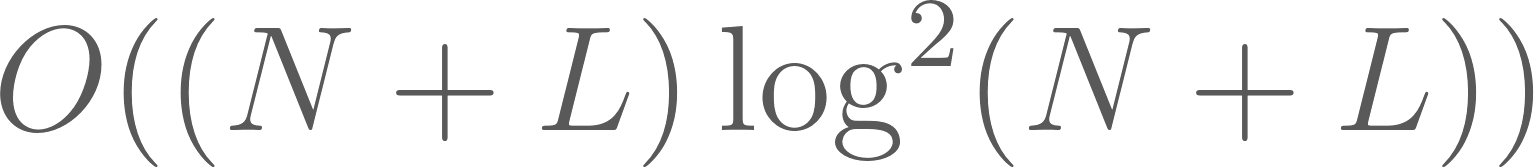 O((N + L) log²(N + L))